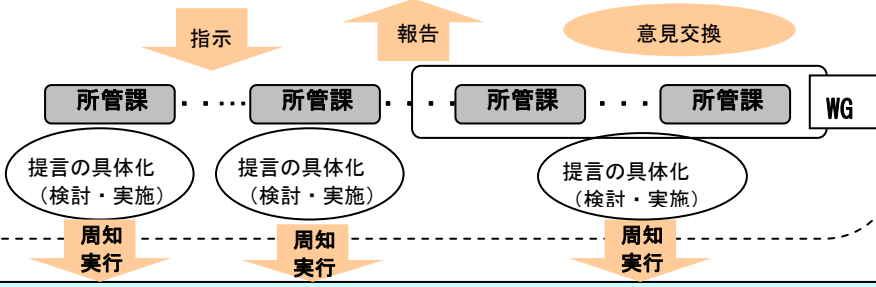 指示
報告
意見交換
所管課
所管課
所管課
所管課
WG
提言の具体化
（検討・実施）
提言の具体化
（検討・実施）
提言の具体化
（検討・実施）
周知
実行
周知
実行
周知
実行